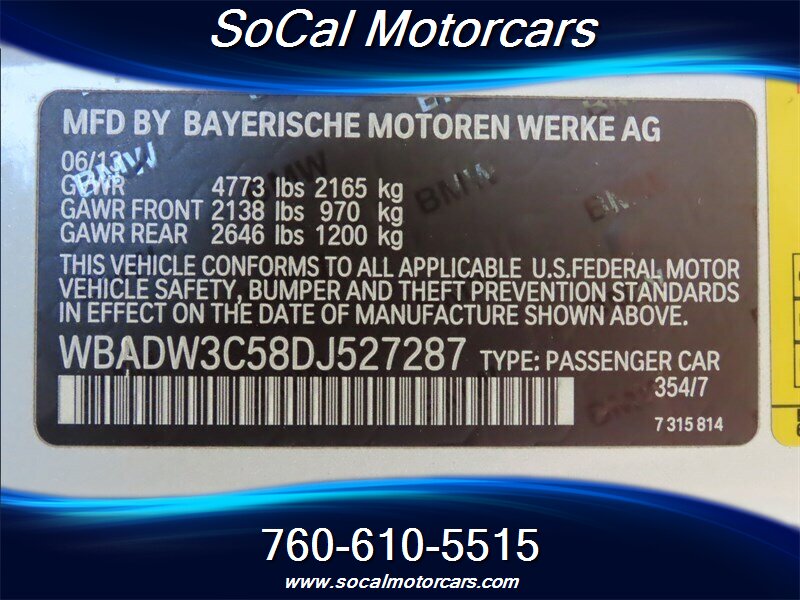 SoCal Motorcars
MFD BY BAYERISCHE MOTOREN WERKE AG
06/13
GVWR 4773 lbs 2165 kg
GAWR FRONT 2138 lbs 970 kg
GAWR REAR 2646 lbs 1200 kg
THIS VEHICLE CONFORMS TO ALL APPLICABLE U.S.FEDERAL MOTOR
VEHICLE SAFETY, BUMPER AND THEFT PREVENTION STANDARDS
IN EFFECT ON THE DATE OF MANUFACTURE SHOWN ABOVE.
WBADW3C58DJ527287 TYPE: PASSENGER CAR
354/7
7 315 814
BMW
BMW
BMW
760-610-5515
www.socalmotorcars.com